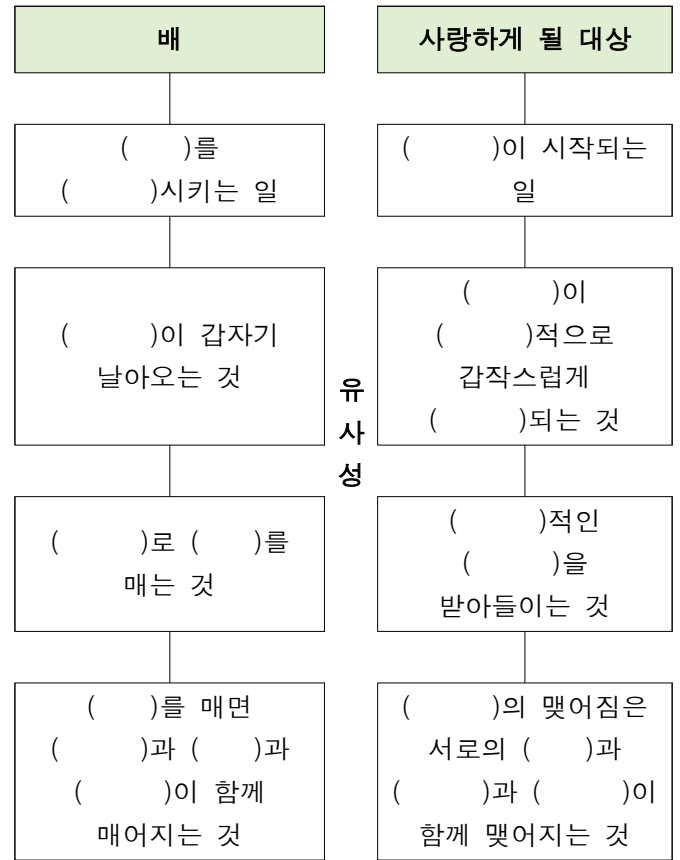 배
사랑하게 될 대상
(    )를
(      )시키는 일
(      )이 시작되는
일
(      )이 갑자기
날아오는 것
(      )이
(      )적으로
갑작스럽게
(      )되는 것
유
사
성
(      )로 (    )를
매는 것
(      )적인
(      )을
받아들이는 것
(    )를 매면
(      )과 (    )과
(      )이 함께
매어지는 것
(      )의 맺어짐은
서로의 (    )과
(      )과 (      )이
함께 맺어지는 것